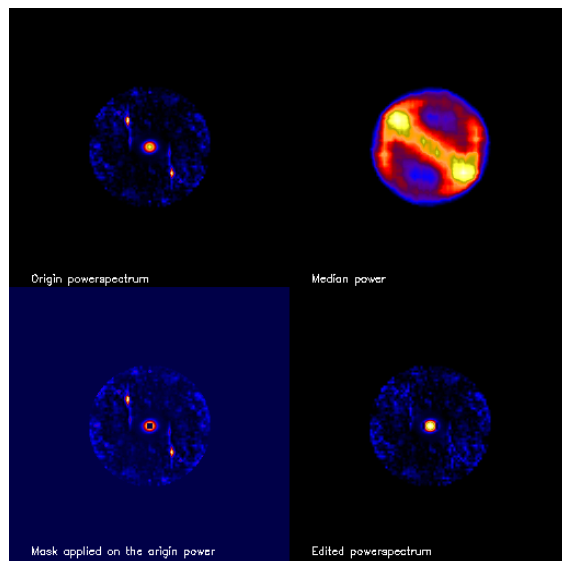 Origin powerspectrum
Median power
Mask applied on the origin power
Edited powerspectrum